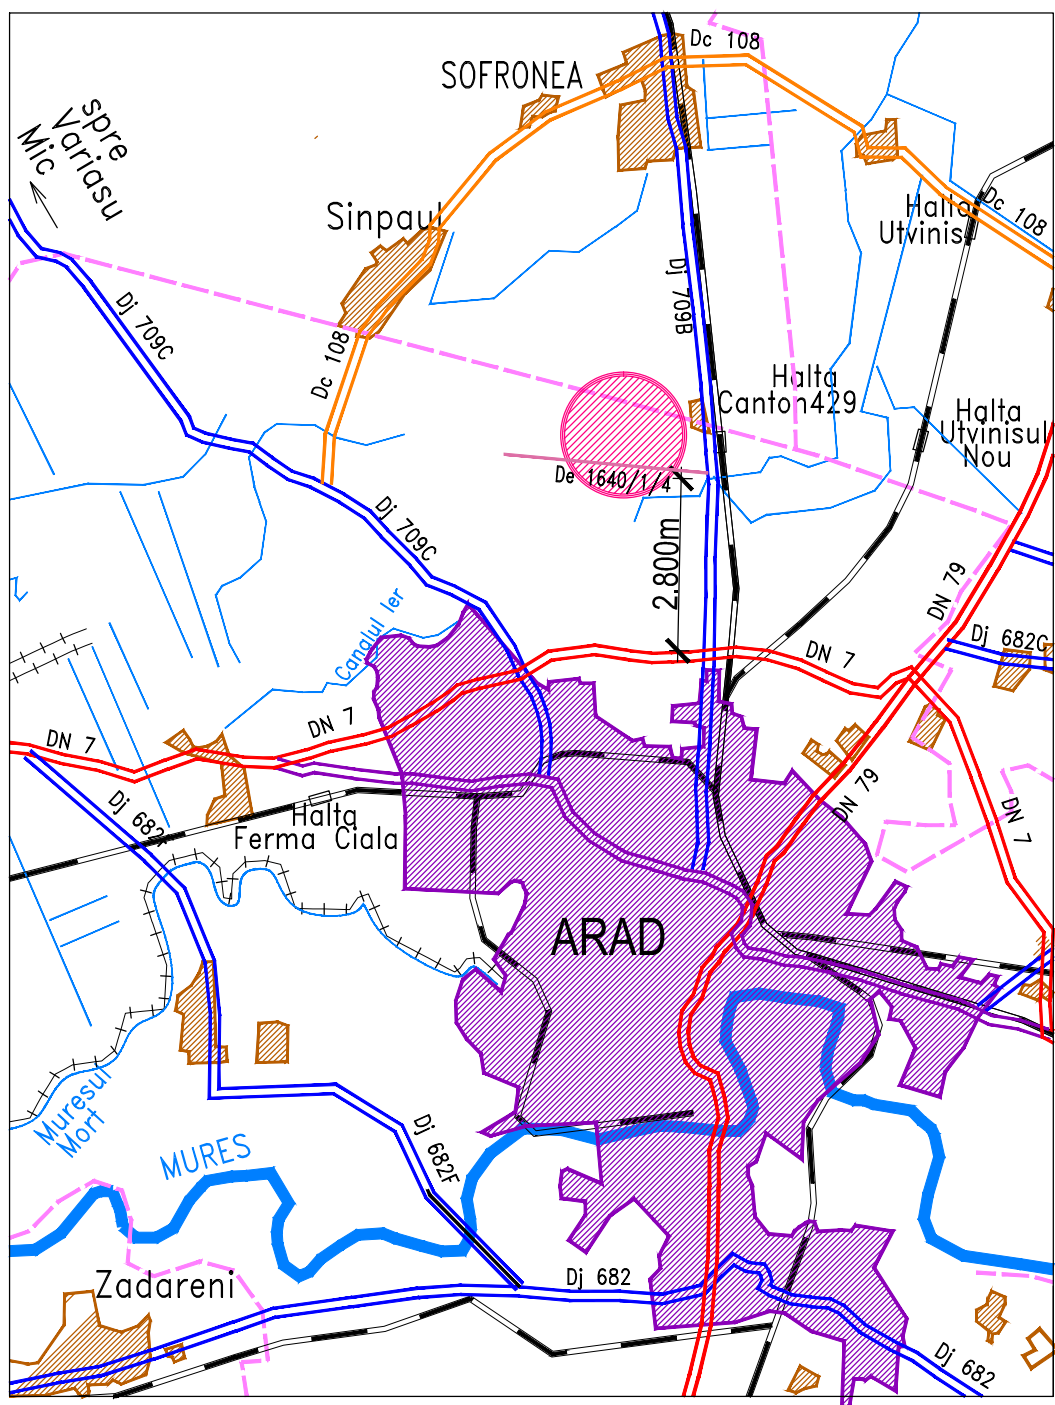 Dc 108
SOFRONEA
spre
Variasu
Mic
Sinpaul
Halta
Utvinis
Dc 108
Dj 709B
Dj 709C
Dc 108
Halta
Canton429
Halta
Utvinisul
Nou
De 1640/1/4
Dj 709C
2.800m
DN 79
Canalul Ier
Dj 682C
DN 7
DN 7
DN 7
DN 79
DN 7
Dj 682F
Halta
Ferma Ciala
ARAD
Muresul
Mort
MURES
Dj 682F
Zadareni
Dj 682
Dj 682